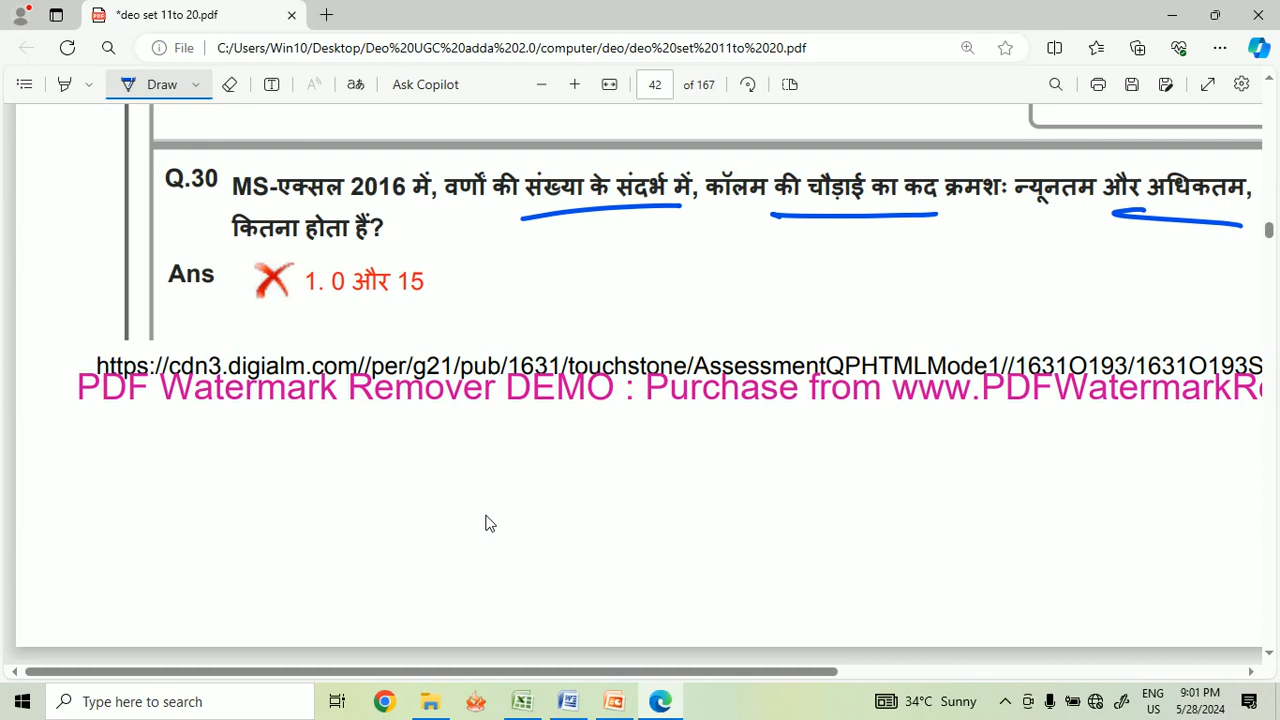 *deo set 11to 20.pdf
File
C:/Users/Win10/Desktop/Deo%20UGC%20adda%202.0/computer/deo/deo%20set%2011to%2020.pdf
Draw
Ask Copilot
42
of 167
Q.30 MS-एक्सल 2016 में, वर्णों की संख्या के संदर्भ में, कॉलम की चौड़ाई का कद क्रमशः न्यूनतम और अधिकतम,
कितना होता हैं?
Ans 1. 0 और 15
https://cdn3.digialm.com//per/g21/pub/1631/touchstone/AssessmentQPHTMLMode1//1631O193/1631O193S
PDF Watermark Remover DEMO : Purchase from www.PDFWatermarkRe
Type here to search
34°C Sunny
ENG
US
9:01 PM
5/28/2024